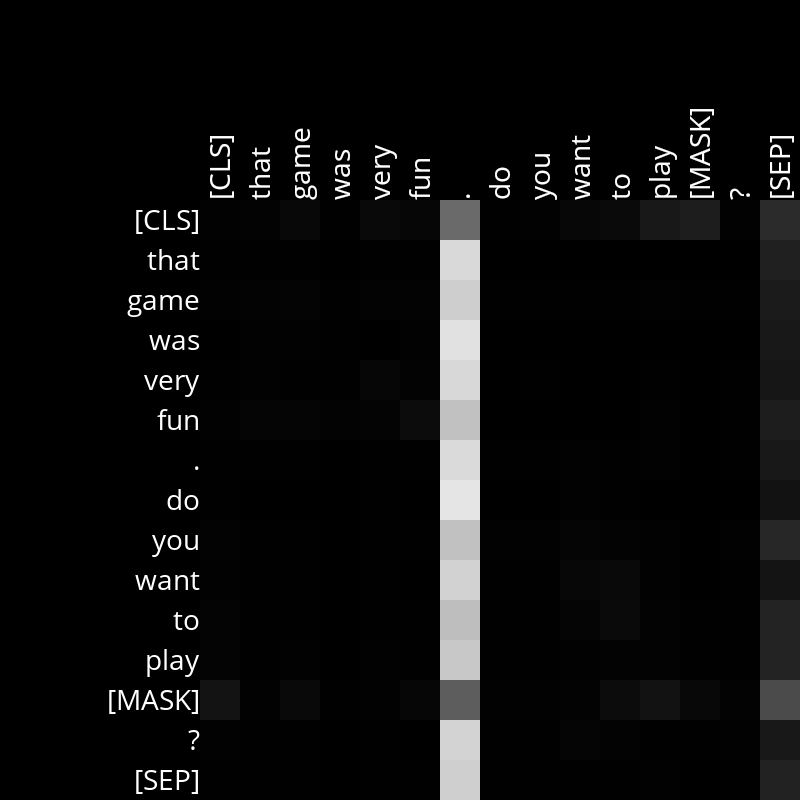 [CLS] that game was very fun . do you want to play [MASK] ? [SEP]
[CLS]
that
game
was
very
fun
.
do
you
want
to
play
[MASK]
?
[SEP]